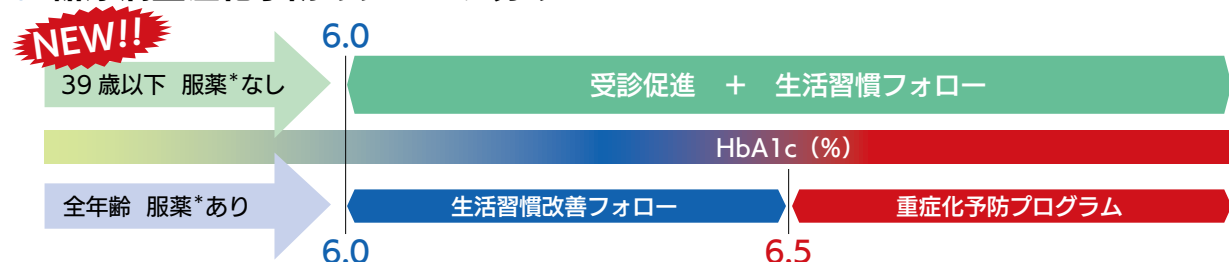 NEW!!
6.0
39歳以下 服薬*なし
受診促進 ＋ 生活習慣フォロー
HbA1c（%）
全年齢 服薬*あり
生活習慣改善フォロー
重症化予防プログラム
6.0
6.5